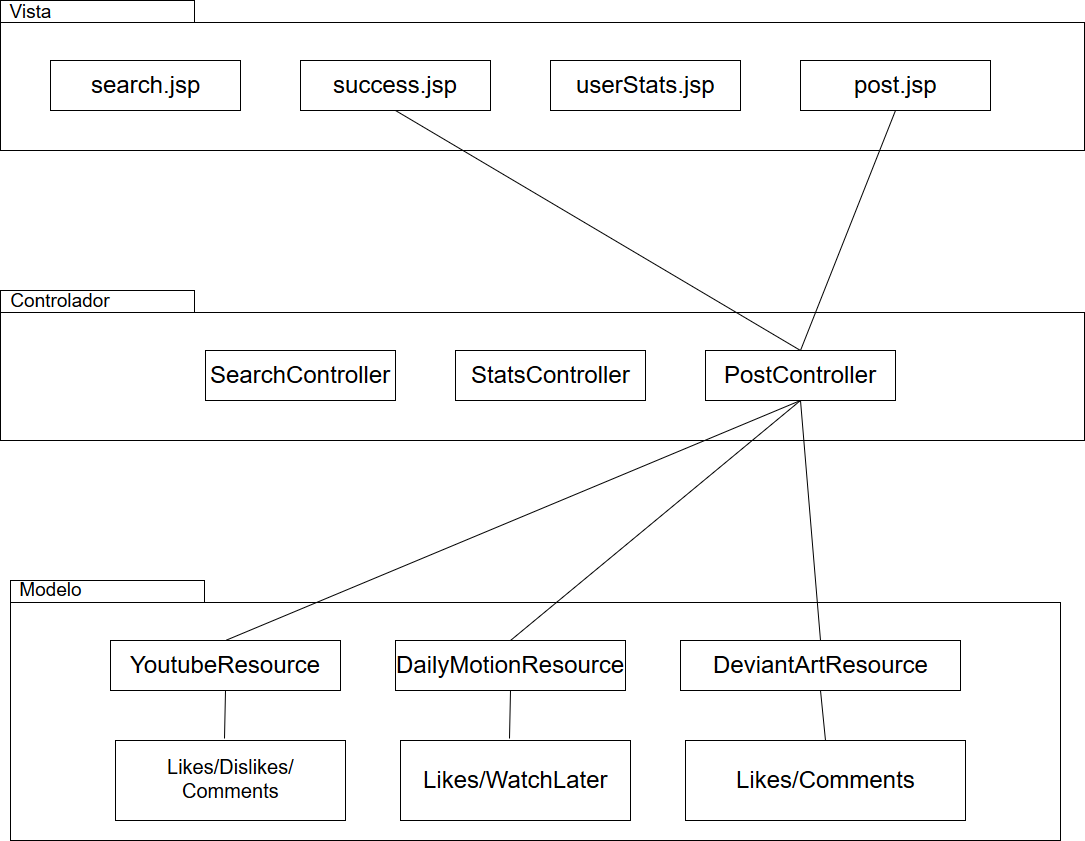 Vista
search.jsp
success.jsp
userStats.jsp
post.jsp
Controlador
SearchController
StatsController
PostController
Modelo
YoutubeResource
DailyMotionResource
DeviantArtResource
Likes/Dislikes/
Comments
Likes/WatchLater
Likes/Comments